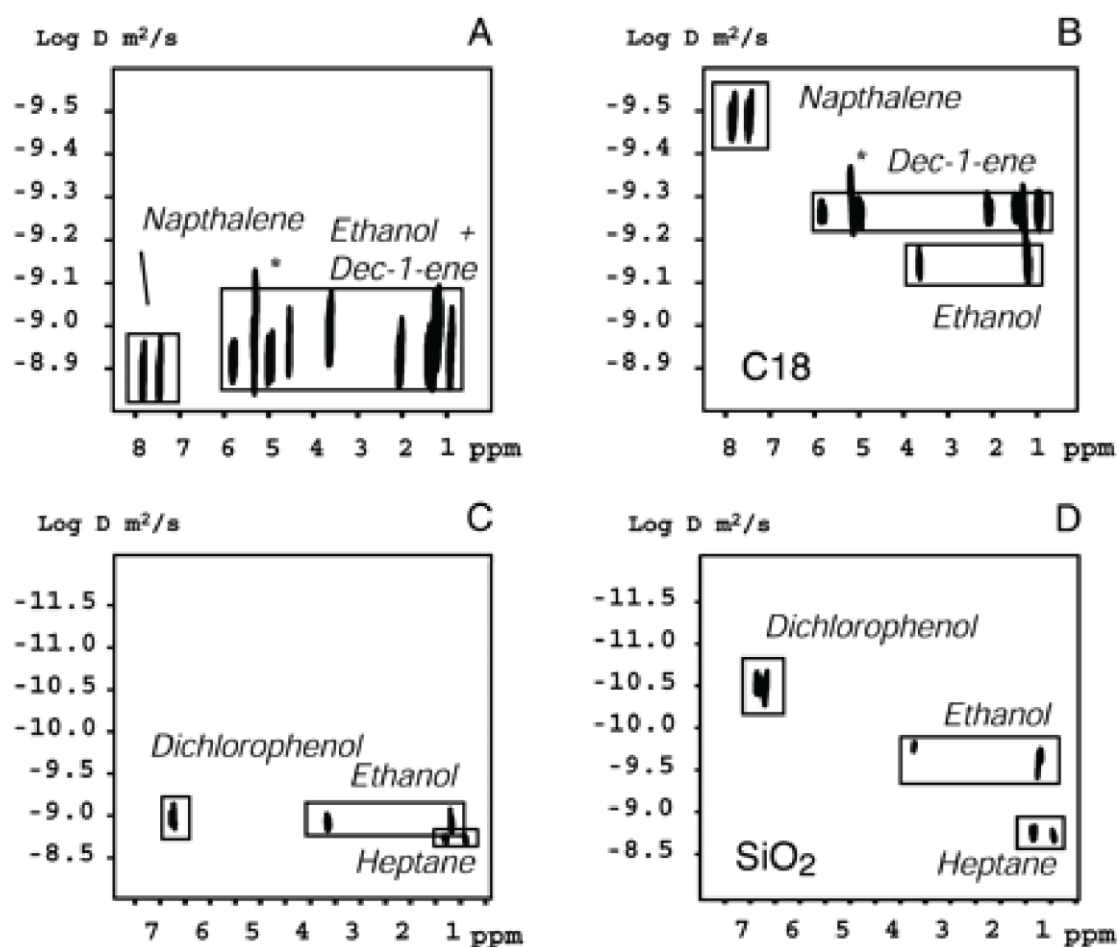 Log D m²/s
A
-9.5
-9.4
-9.3
-9.2
-9.1
-9.0
-8.9
Napthalene
Ethanol +
Dec-1-ene
*
8 7 6 5 4 3 2 1 ppm
Log D m²/s
B
-9.5
-9.4
-9.3
-9.2
-9.1
-9.0
-8.9
Napthalene
*
Dec-1-ene
Ethanol
C18
8 7 6 5 4 3 2 1 ppm
Log D m²/s
C
-11.5
-11.0
-10.5
-10.0
-9.5
-9.0
-8.5
Dichlorophenol
Ethanol
Heptane
7 6 5 4 3 2 1 ppm
Log D m²/s
D
-11.5
-11.0
-10.5
-10.0
-9.5
-9.0
-8.5
Dichlorophenol
Ethanol
Heptane
SiO₂
7 6 5 4 3 2 1 ppm